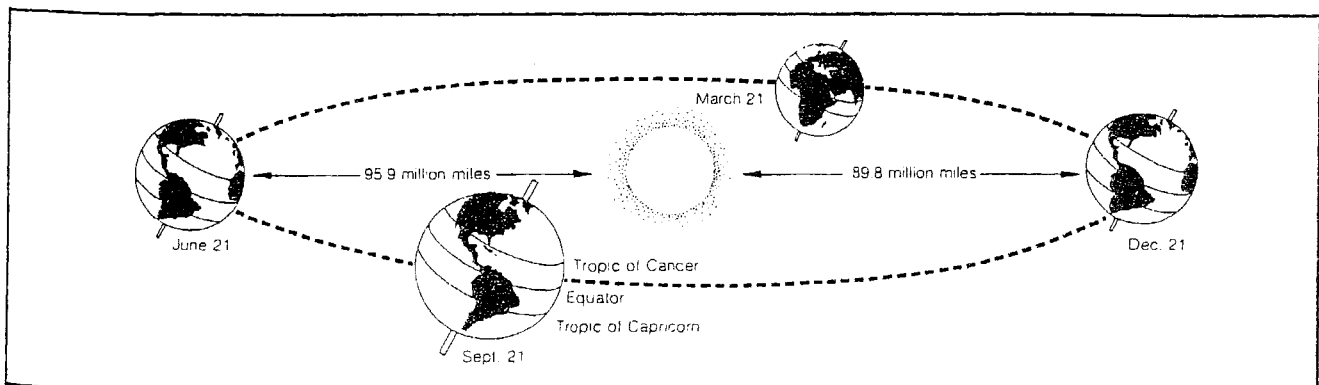 March 21
95.9 million miles
89.8 million miles
June 21
Dec. 21
Tropic of Cancer
Equator
Tropic of Capricorn
Sept. 21